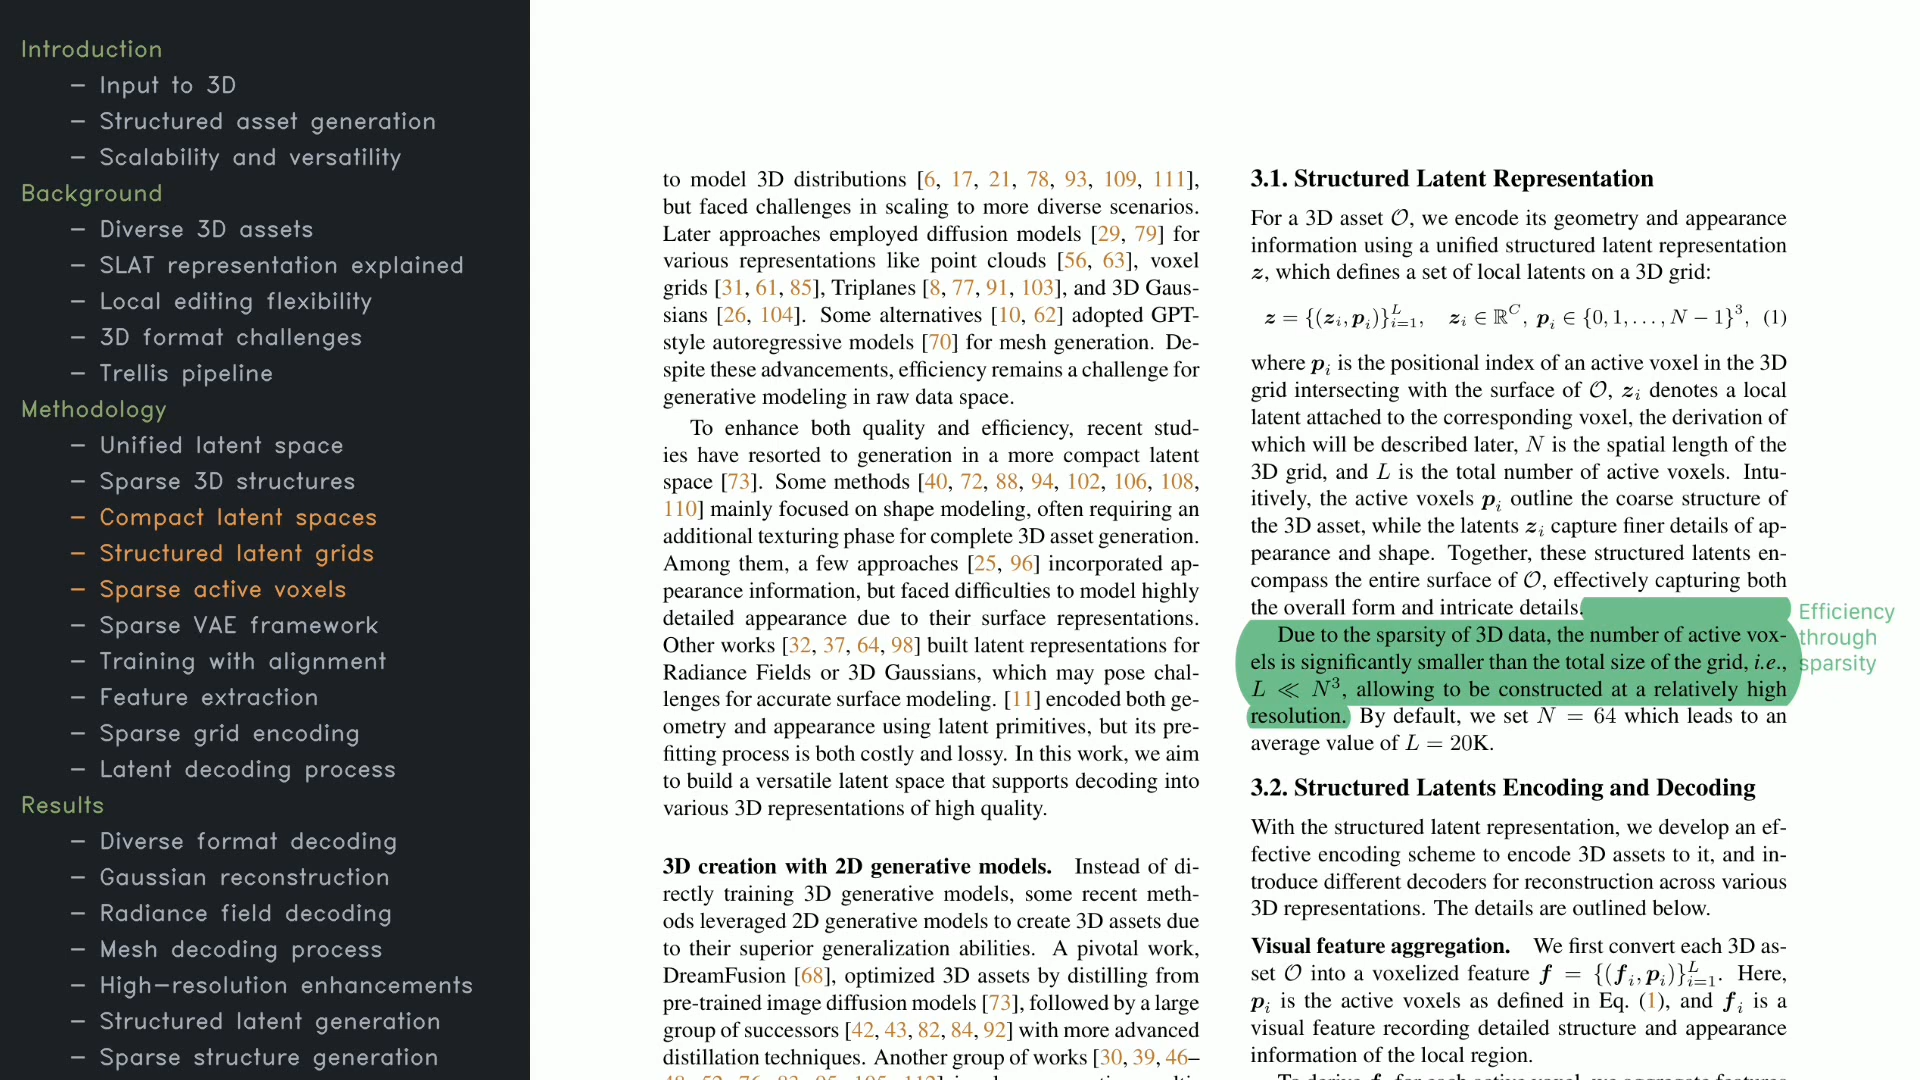 Introduction
– Input to 3D
– Structured asset generation
– Scalability and versatility
Background
– Diverse 3D assets
– SLAT representation explained
– Local editing flexibility
– 3D format challenges
– Trellis pipeline
Methodology
– Unified latent space
– Sparse 3D structures
– Compact latent spaces
– Structured latent grids
– Sparse active voxels
– Sparse VAE framework
– Training with alignment
– Feature extraction
– Sparse grid encoding
– Latent decoding process
Results
– Diverse format decoding
– Gaussian reconstruction
– Radiance field decoding
– Mesh decoding process
– High-resolution enhancements
– Structured latent generation
– Sparse structure generation
to model 3D distributions [6, 17, 21, 78, 93, 109, 111],
but faced challenges in scaling to more diverse scenarios.
Later approaches employed diffusion models [29, 79] for
various representations like point clouds [56, 63], voxel
grids [31, 61, 85], Triplanes [8, 77, 91, 103], and 3D Gaus-
sians [26, 104]. Some alternatives [10, 62] adopted GPT-
style autoregressive models [70] for mesh generation. De-
spite these advancements, efficiency remains a challenge for
generative modeling in raw data space.
To enhance both quality and efficiency, recent stud-
ies have resorted to generation in a more compact latent
space [73]. Some methods [40, 72, 88, 94, 102, 106, 108,
110] mainly focused on shape modeling, often requiring an
additional texturing phase for complete 3D asset generation.
Among them, a few approaches [25, 96] incorporated ap-
pearance information, but faced difficulties to model highly
detailed appearance due to their surface representations.
Other works [32, 37, 64, 98] built latent representations for
Radiance Fields or 3D Gaussians, which may pose chal-
lenges for accurate surface modeling. [11] encoded both ge-
ometry and appearance using latent primitives, but its pre-
fitting process is both costly and lossy. In this work, we aim
to build a versatile latent space that supports decoding into
various 3D representations of high quality.
3D creation with 2D generative models. Instead of di-
rectly training 3D generative models, some recent meth-
ods leveraged 2D generative models to create 3D assets due
to their superior generalization abilities. A pivotal work,
DreamFusion [68], optimized 3D assets by distilling from
pre-trained image diffusion models [73], followed by a large
group of successors [42, 43, 82, 84, 92] with more advanced
distillation techniques. Another group of works [30, 39, 46–
3.1. Structured Latent Representation
For a 3D asset 𝒪, we encode its geometry and appearance
information using a unified structured latent representation
z, which defines a set of local latents on a 3D grid:
z = {(z_i, p_i)}_{i=1}^L, z_i ∈ ℝ^C, p_i ∈ {0, 1, . . . , N − 1}^3, (1)
where p_i is the positional index of an active voxel in the 3D
grid intersecting with the surface of 𝒪, z_i denotes a local
latent attached to the corresponding voxel, the derivation of
which will be described later, N is the spatial length of the
3D grid, and L is the total number of active voxels. Intu-
itively, the active voxels p_i outline the coarse structure of
the 3D asset, while the latents z_i capture finer details of ap-
pearance and shape. Together, these structured latents en-
compass the entire surface of 𝒪, effectively capturing both
the overall form and intricate details.
Due to the sparsity of 3D data, the number of active vox-
els is significantly smaller than the total size of the grid, i.e.,
L ≪ N^3, allowing to be constructed at a relatively high
resolution. By default, we set N = 64 which leads to an
average value of L = 20K.
Efficiency
through
sparsity
3.2. Structured Latents Encoding and Decoding
With the structured latent representation, we develop an ef-
fective encoding scheme to encode 3D assets to it, and in-
troduce different decoders for reconstruction across various
3D representations. The details are outlined below.
Visual feature aggregation. We first convert each 3D as-
set 𝒪 into a voxelized feature f = {(f_i, p_i)}_{i=1}^L. Here,
p_i is the active voxels as defined in Eq. (1), and f_i is a
visual feature recording detailed structure and appearance
information of the local region.